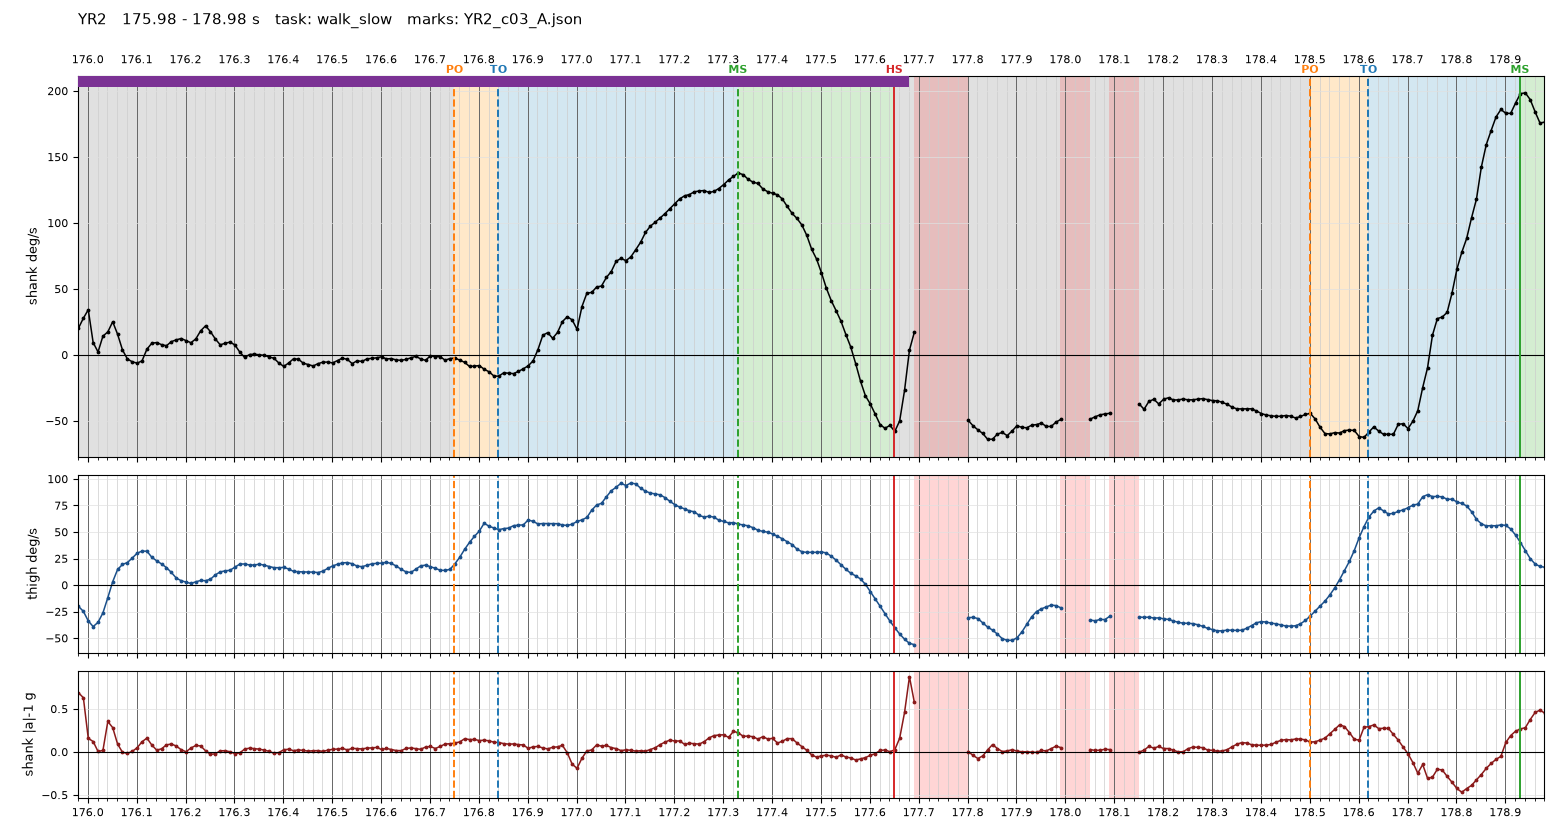 YR2   175.98 - 178.98 s   task: walk_slow   marks: YR2_c03_A.json
176.0 176.1 176.2 176.3 176.4 176.5 176.6 176.7 176.8 176.9 177.0 177.1 177.2 177.3 177.4 177.5 177.6 177.7 177.8 177.9 178.0 178.1 178.2 178.3 178.4 178.5 178.6 178.7 178.8 178.9
PO TO MS HS PO TO MS
200
150
100
50
0
−50
shank deg/s
100
75
50
25
0
−25
−50
thigh deg/s
0.5
0.0
−0.5
shank |a|-1 g
176.0 176.1 176.2 176.3 176.4 176.5 176.6 176.7 176.8 176.9 177.0 177.1 177.2 177.3 177.4 177.5 177.6 177.7 177.8 177.9 178.0 178.1 178.2 178.3 178.4 178.5 178.6 178.7 178.8 178.9